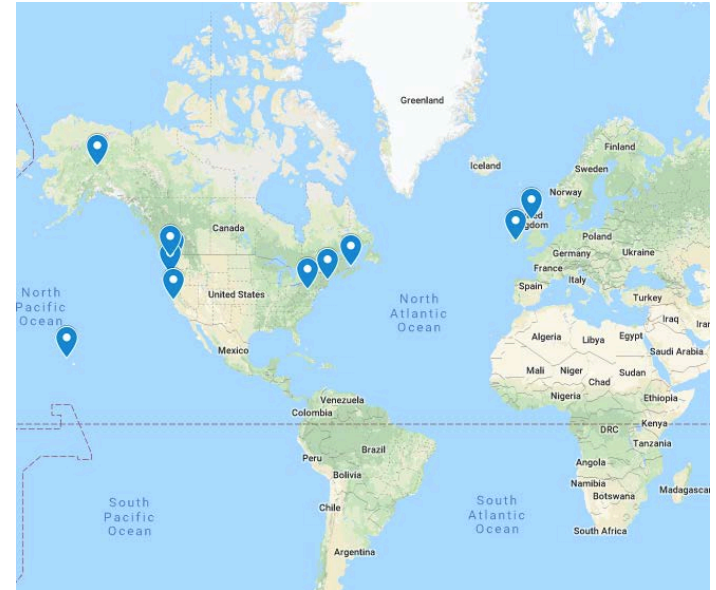 Greenland
Iceland
Finland
Sweden
Norway
Canada
Poland
Germany
Ukraine
France
Italy
Spain
Turkey
North
Pacific
Ocean
United States
North
Atlantic
Ocean
Iraq
Iran
Algeria
Libya
Egypt
Saudi Arabia
Mexico
Mali
Niger
Chad
Sudan
Nigeria
Ethiopia
Venezuela
Colombia
DRC
Kenya
Tanzania
Peru
Brazil
Angola
Bolivia
Namibia
Botswana
Madagascar
South
Pacific
Ocean
Chile
South
Atlantic
Ocean
South Africa
Argentina